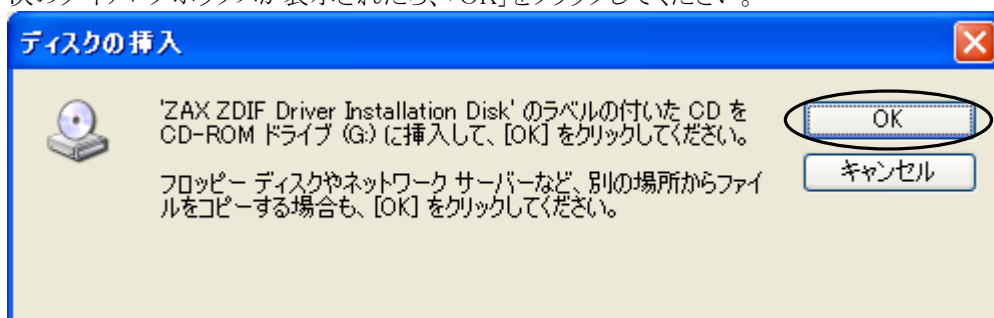 次のダイアログボックスが表示されたら、「OK」をクリックしてください。
ディスクの挿入
'ZAX ZDIF Driver Installation Disk' のラベルの付いた CD を
CD-ROM ドライブ (G:) に挿入して、[OK] をクリックしてください。
OK
キャンセル
フロッピー ディスクやネットワーク サーバーなど、別の場所からファイ
ルをコピーする場合も、[OK] をクリックしてください。